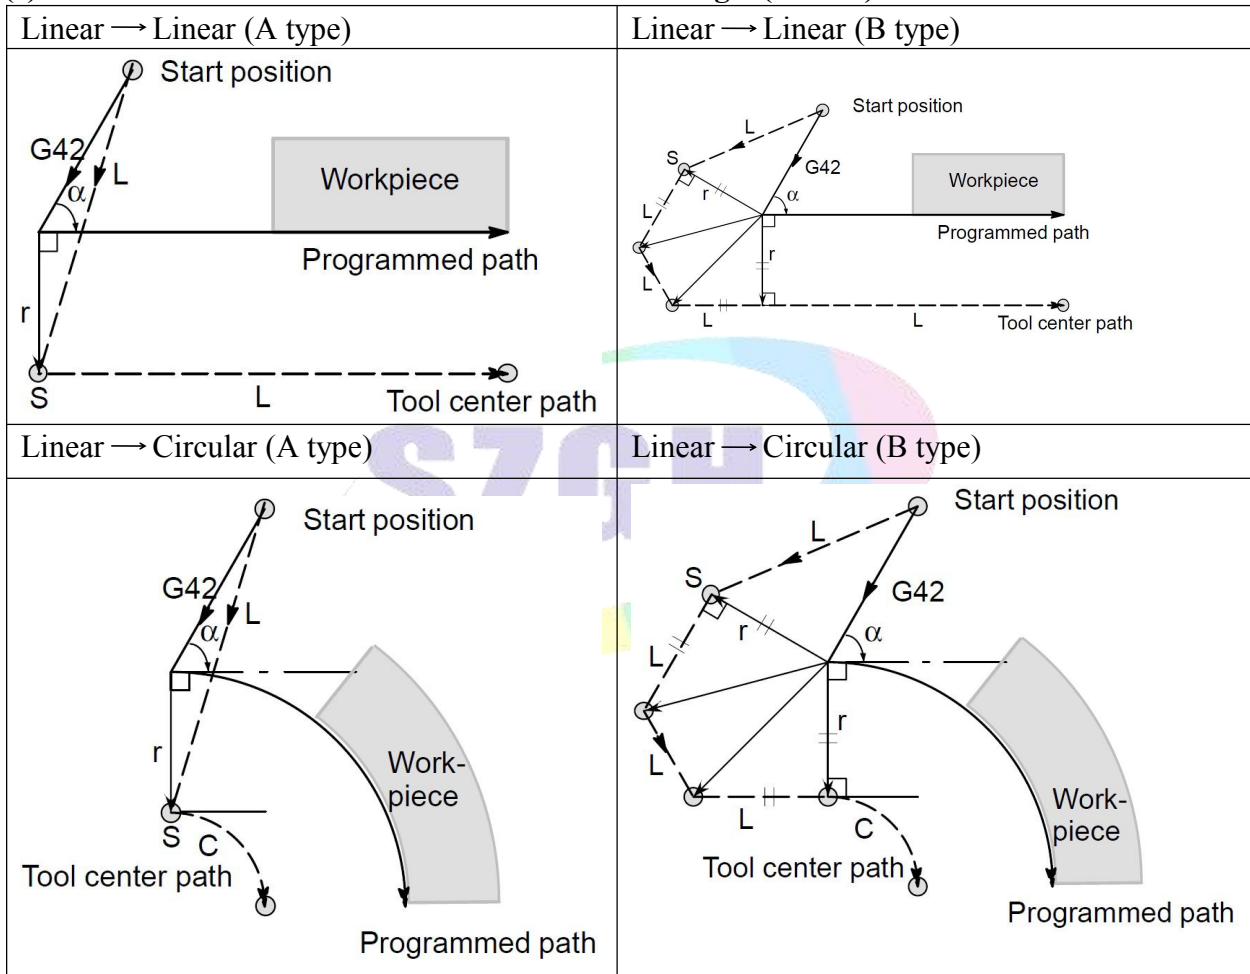 Linear → Linear (A type)
Linear → Linear (B type)
Start position
G42
L
α
Workpiece
Programmed path
r
S
L
Tool center path
Start position
L
S
G42
r
α
Workpiece
L
Programmed path
r
L
L
L
Tool center path
Linear → Circular (A type)
Linear → Circular (B type)
SZGH
Start position
G42
L
α
r
Work-
piece
S
C
Tool center path
Programmed path
Start position
L
S
G42
r
α
L
r
L
Work-
piece
L
C
Tool center path
Programmed path